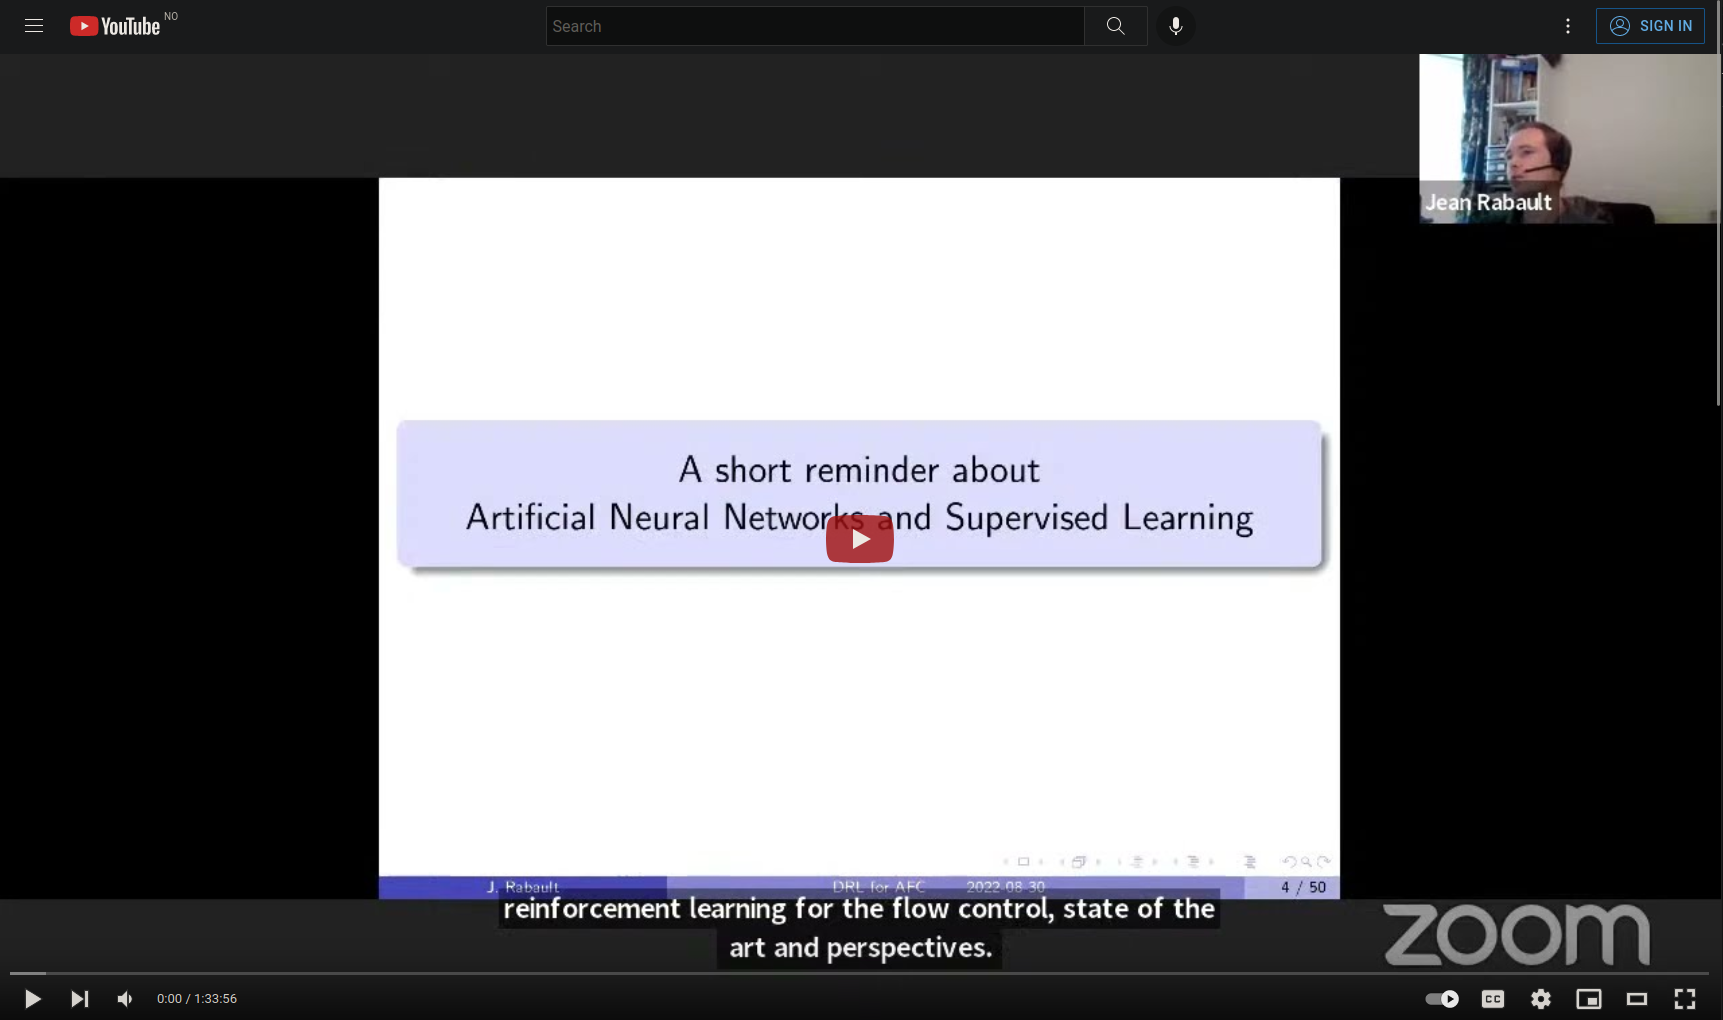 YouTube NO
Search
SIGN IN
Jean Rabault
A short reminder about
Artificial Neural Networks and Supervised Learning
J. Rabault DRL for AFC 2022-08-30 4 / 50
reinforcement learning for the flow control, state of the
art and perspectives.
zoom
0:00 / 1:33:56
CC